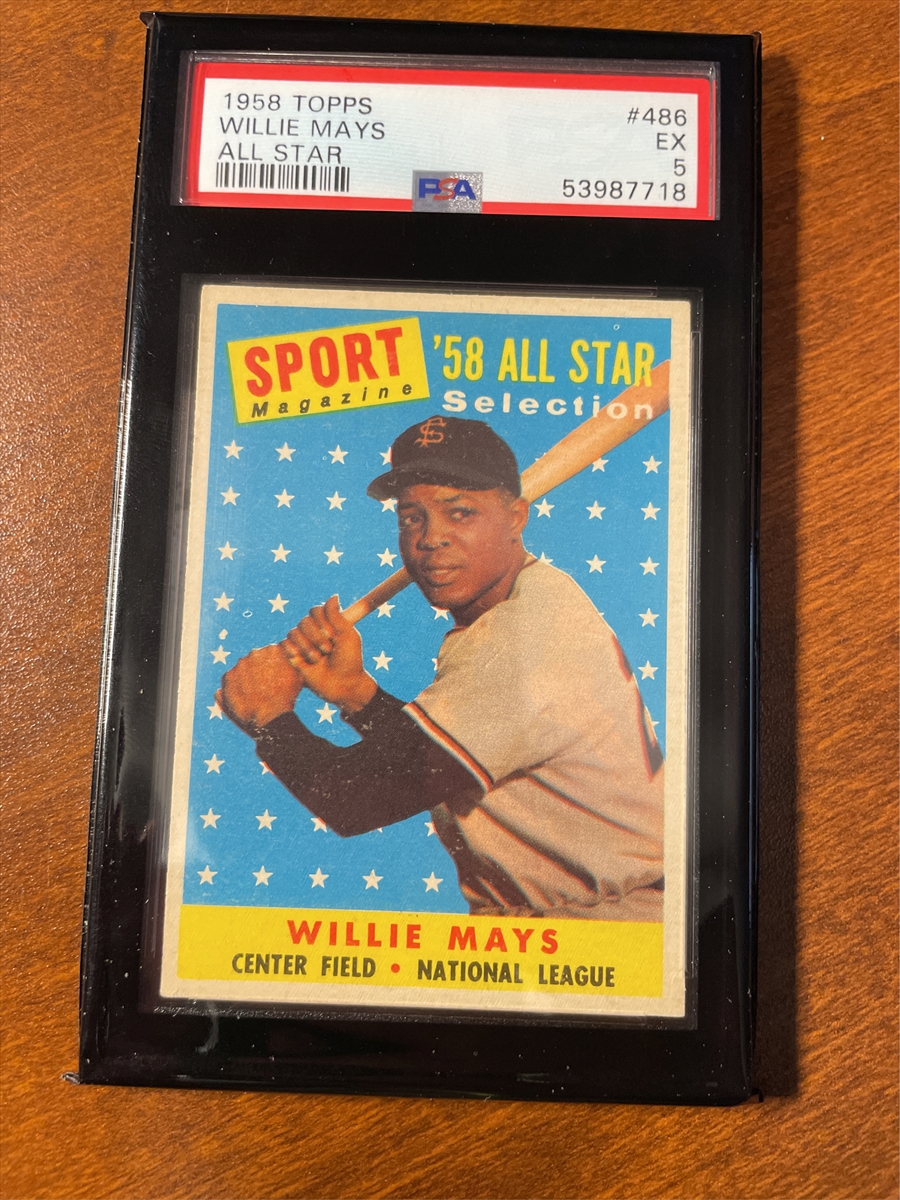 1958 TOPPS #486
WILLIE MAYS EX
ALL STAR 5
PSA 53987718
SPORT
Magazine
'58 ALL STAR
Selection
SF
WILLIE MAYS
CENTER FIELD • NATIONAL LEAGUE